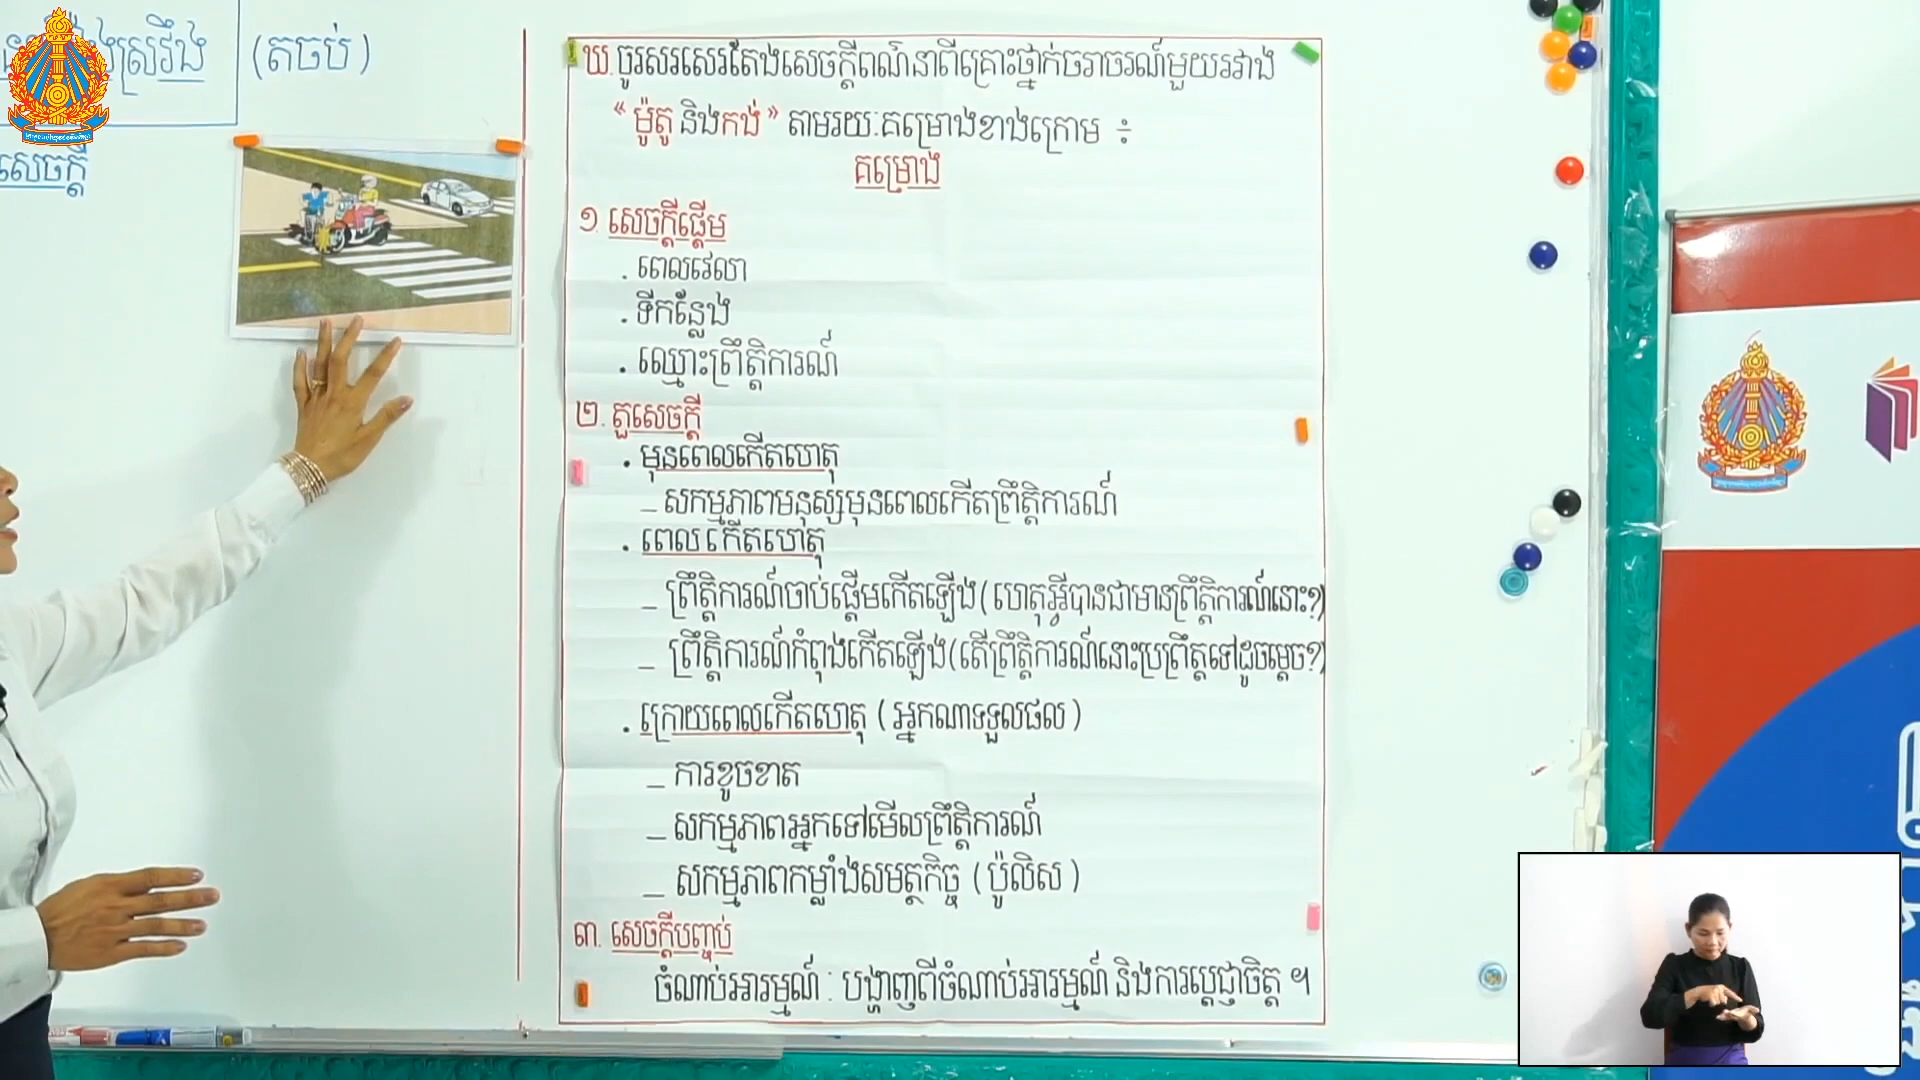 ស្រវឹង (តចប់)
សេចក្ដី
ឃ. ចូរសរសេរតែងសេចក្ដីពណ៌នាពីគ្រោះថ្នាក់ចរាចរណ៍មួយរវាង
“ម៉ូតូ និងកង់” តាមរយៈគម្រោងខាងក្រោម ៖
គម្រោង
១. សេចក្ដីផ្ដើម
. ពេលវេលា
. ទីកន្លែង
. ឈ្មោះព្រឹត្តិការណ៍
២. តួសេចក្ដី
. មុនពេលកើតហេតុ
_ សកម្មភាពមនុស្សមុនពេលកើតព្រឹត្តិការណ៍
. ពេលកើតហេតុ
_ ព្រឹត្តិការណ៍ចាប់ផ្ដើមកើតឡើង (ហេតុអ្វីបានជាមានព្រឹត្តិការណ៍នោះ?)
_ ព្រឹត្តិការណ៍កំពុងកើតឡើង (តើព្រឹត្តិការណ៍នោះប្រព្រឹត្តទៅដូចម្ដេច?)
. ក្រោយពេលកើតហេតុ (អ្នកណាទទួលផល)
_ ការខូចខាត
_ សកម្មភាពអ្នកទៅមើលព្រឹត្តិការណ៍
_ សកម្មភាពកម្លាំងសមត្ថកិច្ច (ប៉ូលិស)
៣. សេចក្ដីបញ្ចប់
ចំណាប់អារម្មណ៍ : បង្ហាញពីចំណាប់អារម្មណ៍ និងការប្ដេជ្ញាចិត្ត ។